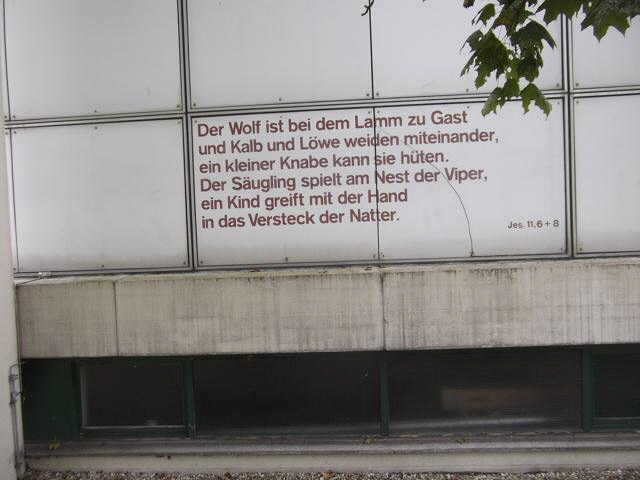 Der Wolf ist bei dem Lamm zu Gast
und Kalb und Löwe weiden miteinander,
ein kleiner Knabe kann sie hüten.
Der Säugling spielt am Nest der Viper,
ein Kind greift mit der Hand
in das Versteck der Natter.
Jes. 11,6 + 8